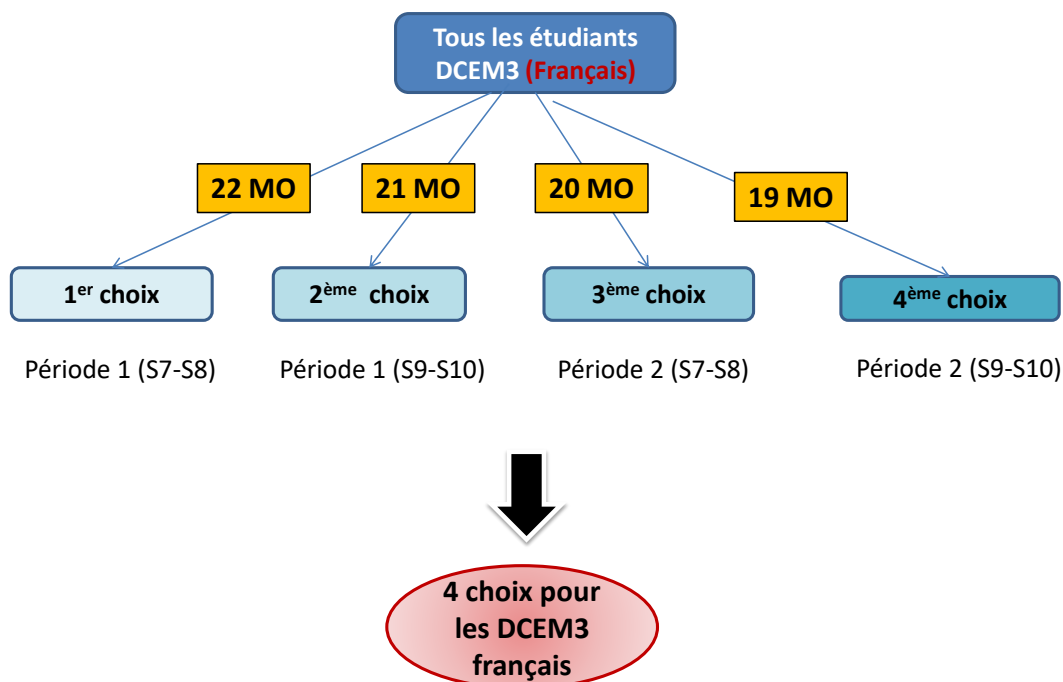 Tous les étudiants
DCEM3 (Français)
22 MO
21 MO
20 MO
19 MO
1er choix
2ème choix
3ème choix
4ème choix
Période 1 (S7-S8)
Période 1 (S9-S10)
Période 2 (S7-S8)
Période 2 (S9-S10)
4 choix pour
les DCEM3
français